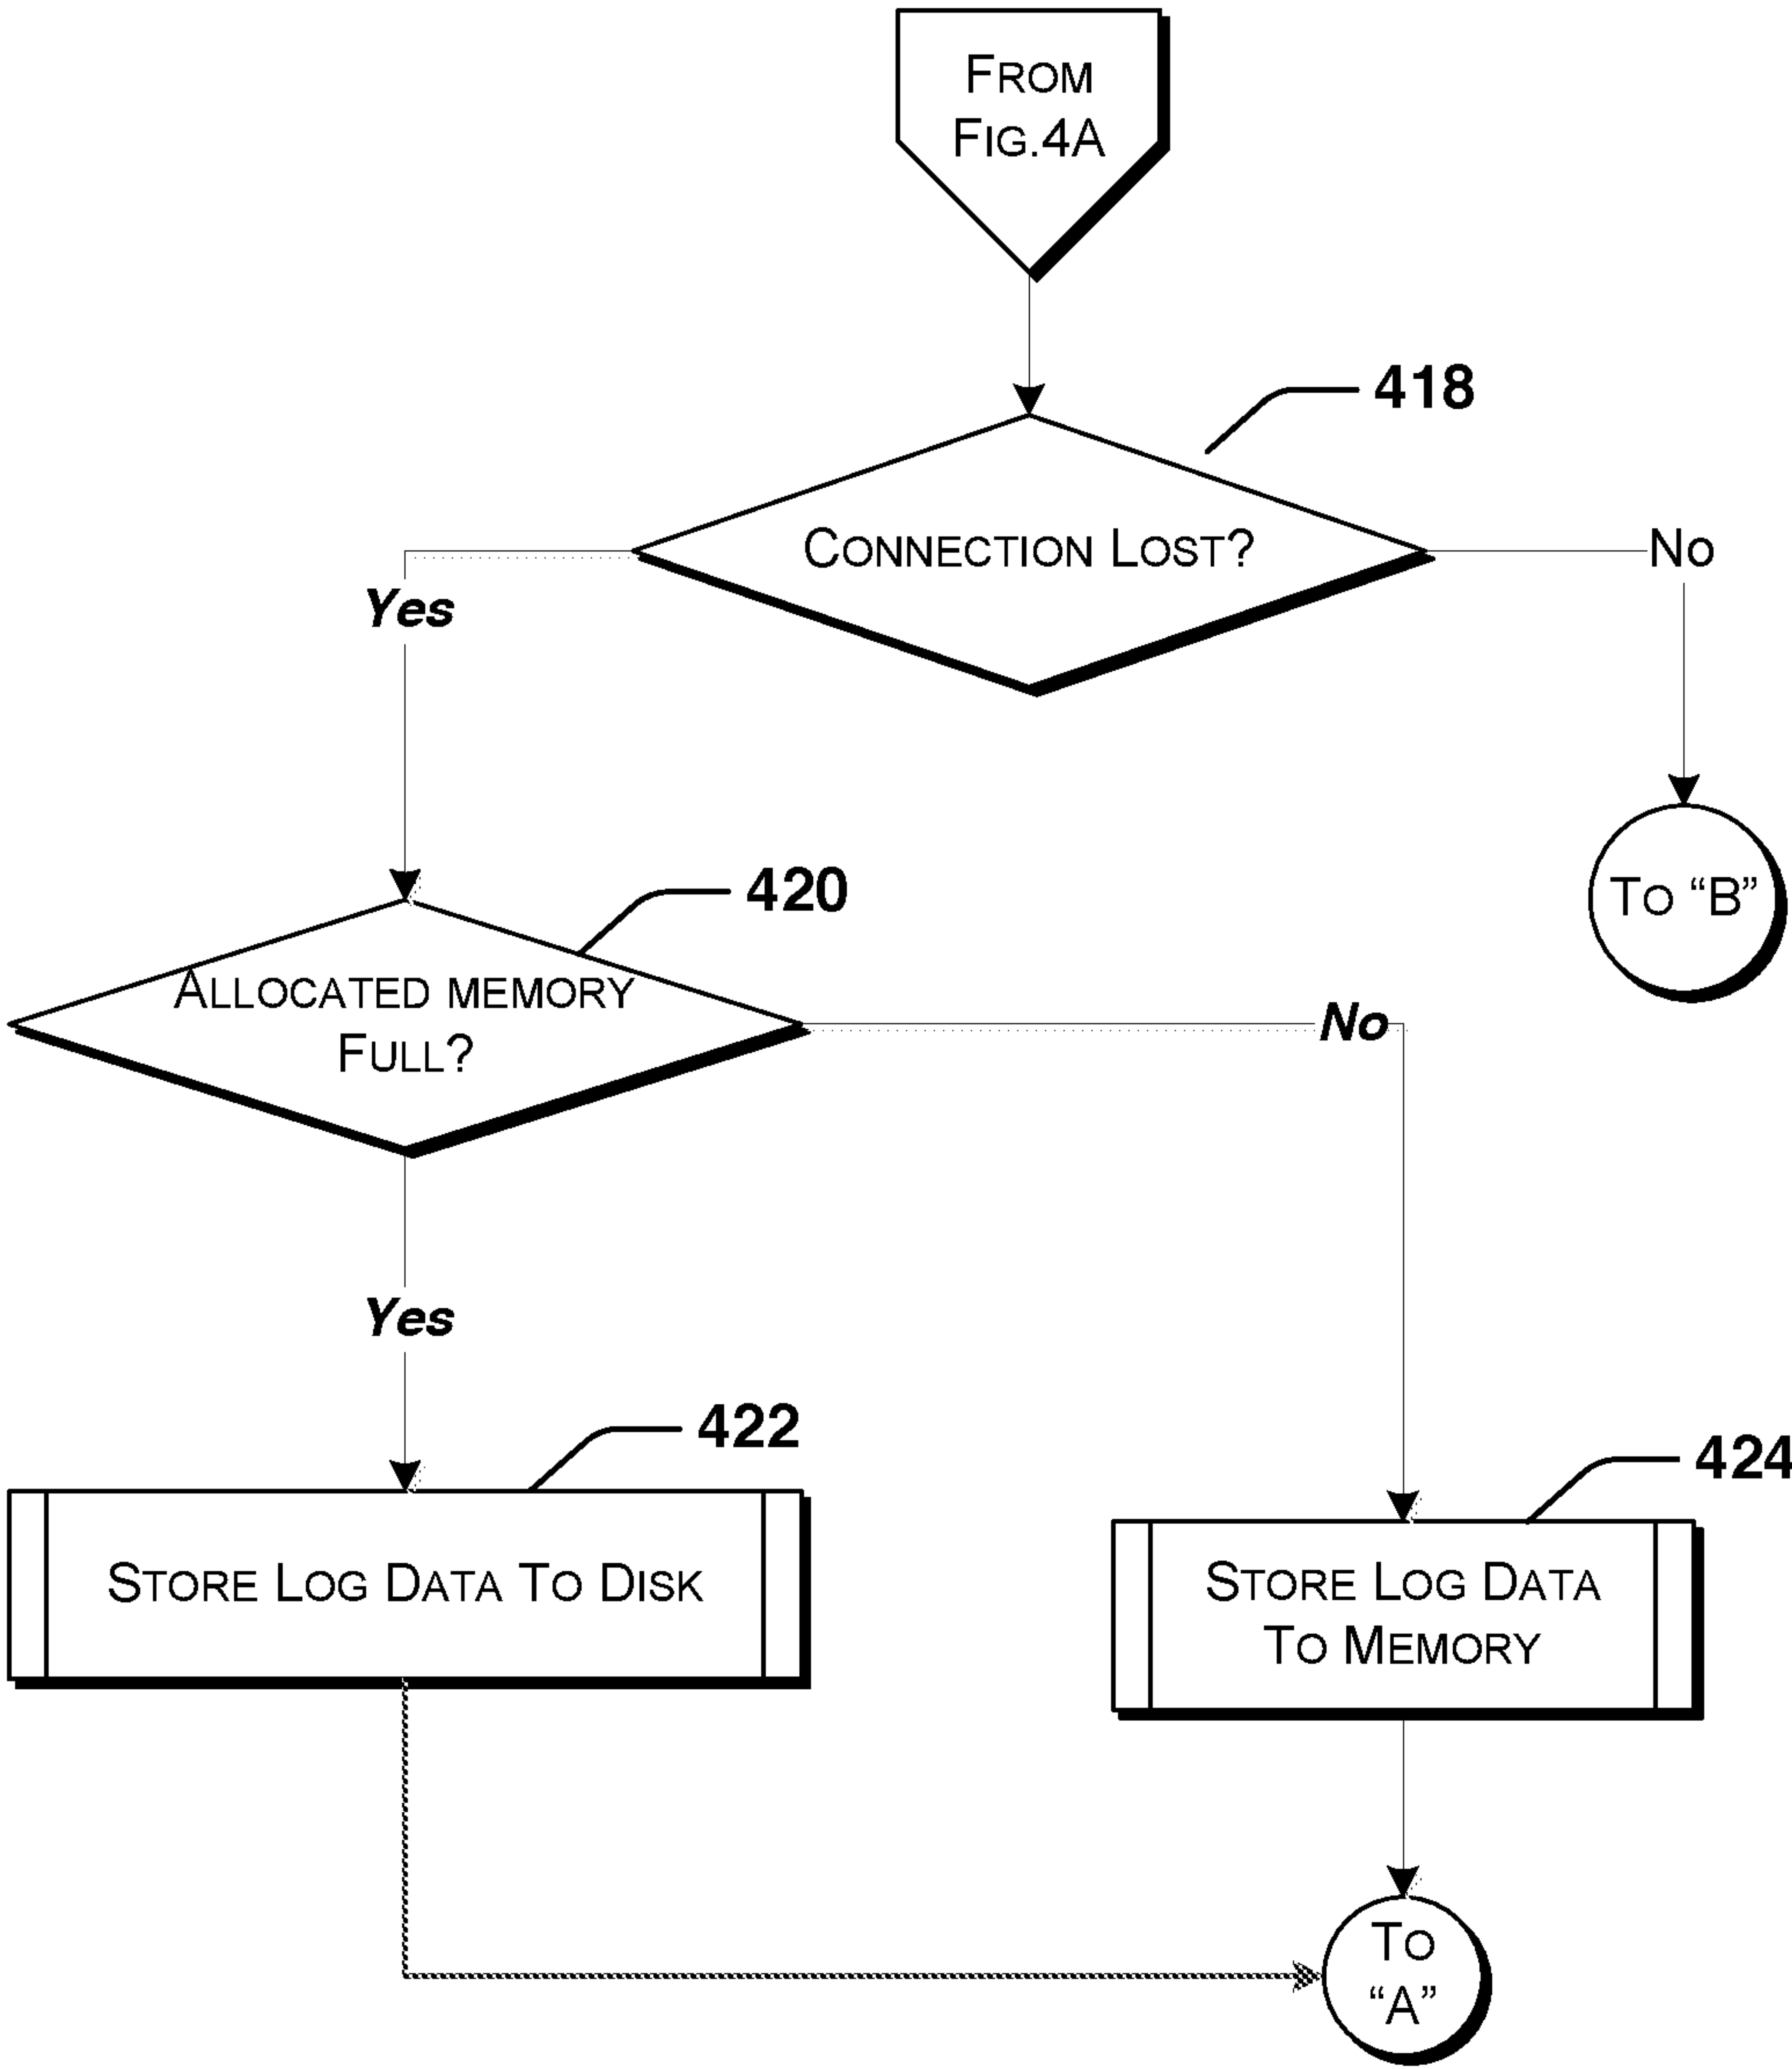 FROM
FIG.4A
418
CONNECTION LOST?
No
Yes
To “B”
420
ALLOCATED MEMORY
FULL?
No
Yes
422
424
STORE LOG DATA TO DISK
STORE LOG DATA
TO MEMORY
To
“A”